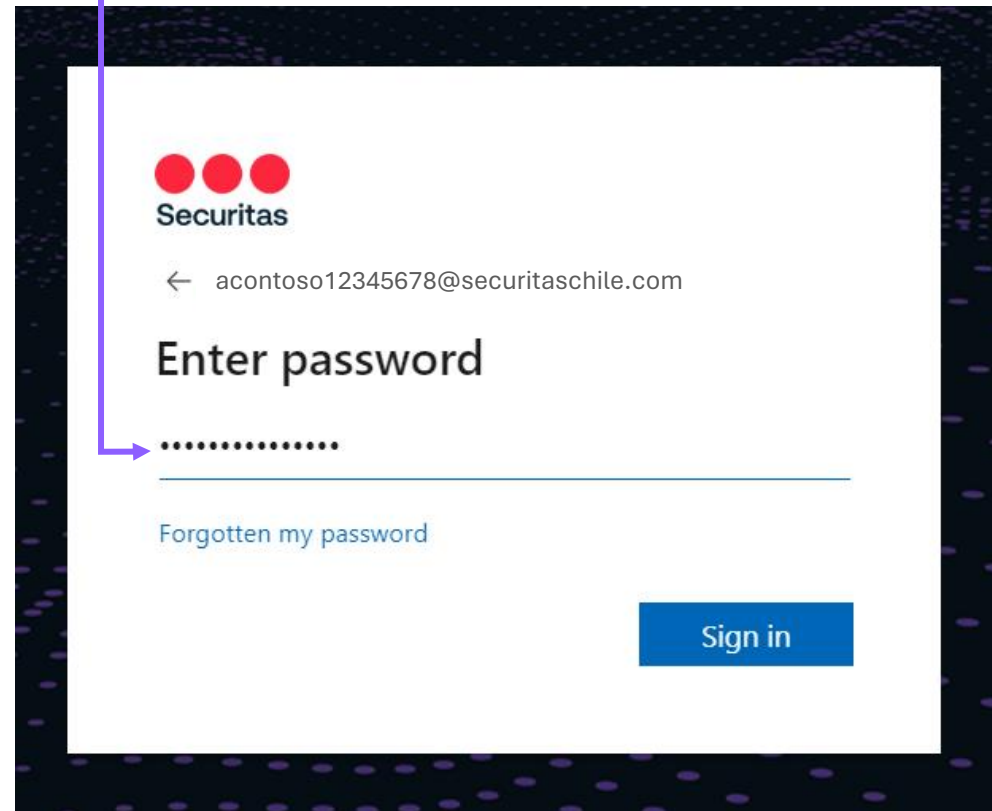 Securitas
← acontoso12345678@securitaschile.com
Enter password
•••••••••••••••
Forgotten my password
Sign in